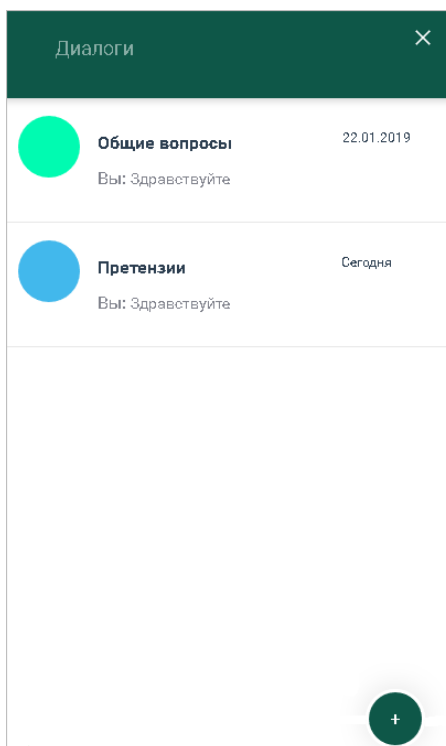 Диалоги
Общие вопросы
22.01.2019
Вы: Здравствуйте
Претензии
Сегодня
Вы: Здравствуйте
+